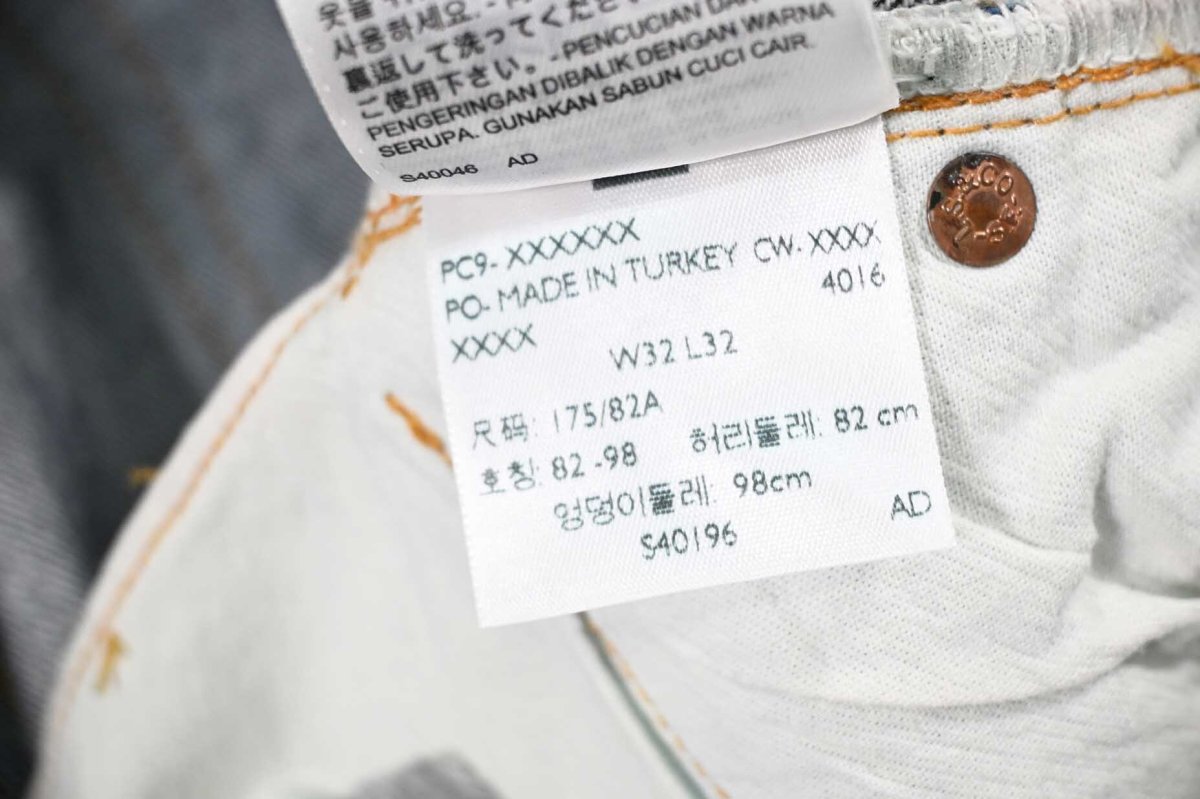 사용하세요. -
裏返して洗ってください
ご使用下さい。 - PENCUCIAN DAN
PENGERINGAN DIBALIK DENGAN WARNA
SERUPA. GUNAKAN SABUN CUCI CAIR.
S40046 AD
PC9- XXXXXX
PO- MADE IN TURKEY CW- XXXX
XXXX 4016
W32 L32
尺码: 175/82A
호칭: 82 -98 허리둘레: 82 cm
엉덩이둘레: 98cm
S40196 AD